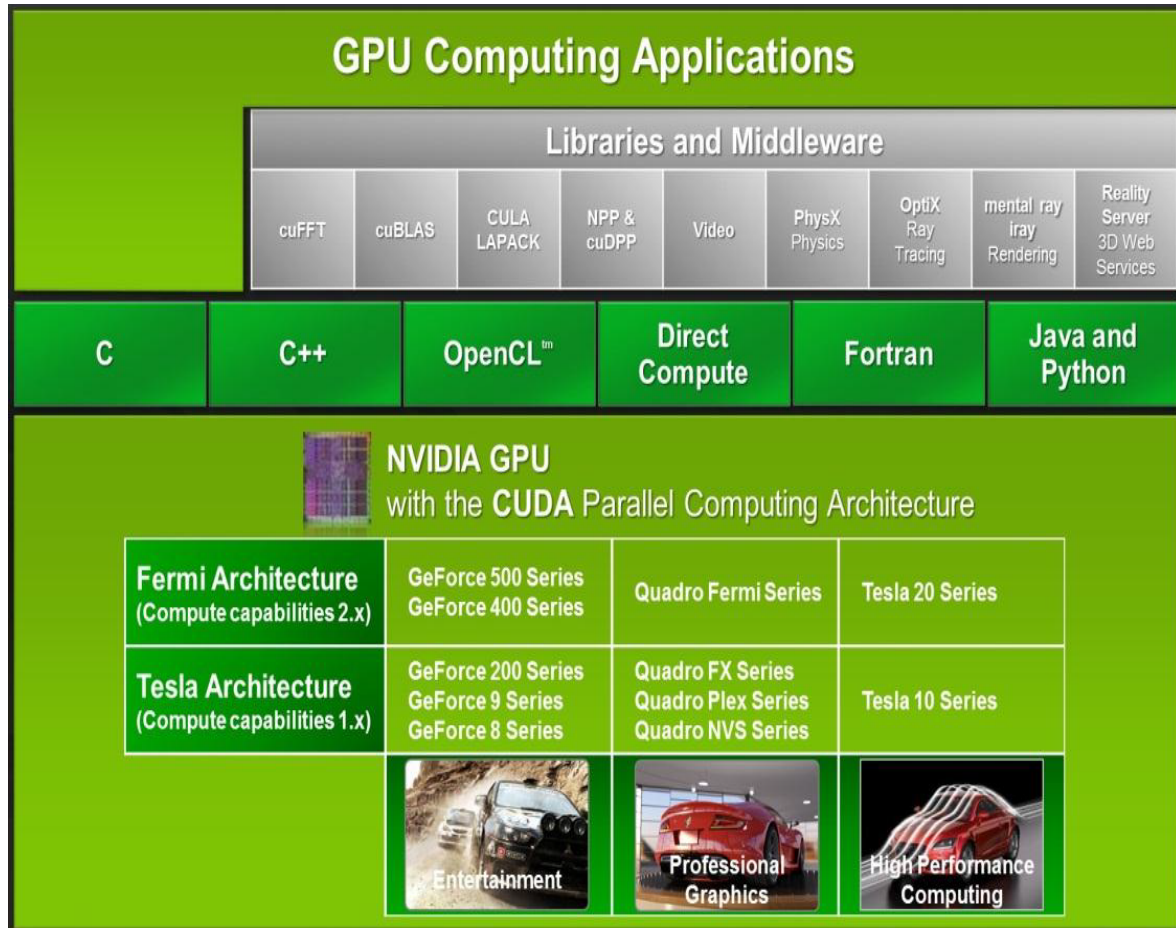 GPU Computing Applications
Libraries and Middleware
cuFFT
cuBLAS
CULA
LAPACK
NPP &
cuDPP
Video
PhysX
Physics
OptiX
Ray
Tracing
mental ray
iray
Rendering
Reality
Server
3D Web
Services
C
C++
OpenCL™
Direct
Compute
Fortran
Java and
Python
NVIDIA GPU
with the CUDA Parallel Computing Architecture
Fermi Architecture
(Compute capabilities 2.x)
GeForce 500 Series
GeForce 400 Series
Quadro Fermi Series
Tesla 20 Series
Tesla Architecture
(Compute capabilities 1.x)
GeForce 200 Series
GeForce 9 Series
GeForce 8 Series
Quadro FX Series
Quadro Plex Series
Quadro NVS Series
Tesla 10 Series
Entertainment
Professional
Graphics
High Performance
Computing